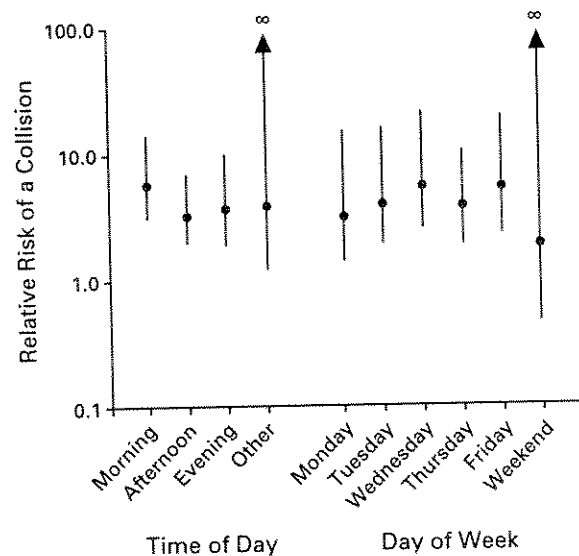 ∞
∞
100.0
10.0
1.0
0.1
Relative Risk of a Collision
Morning
Afternoon
Evening
Other
Monday
Tuesday
Wednesday
Thursday
Friday
Weekend
Time of Day
Day of Week